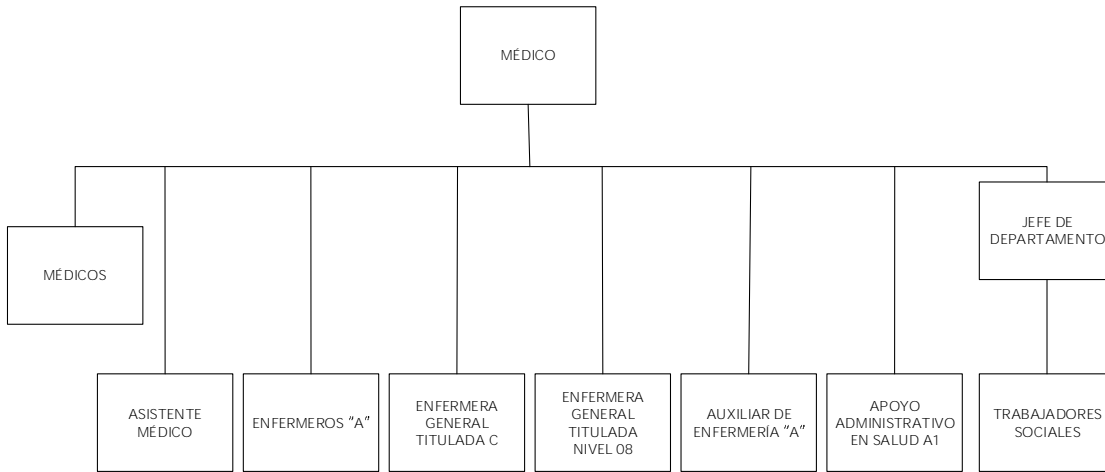 MÉDICO
JEFE DE
DEPARTAMENTO
MÉDICOS
ASISTENTE
MÉDICO
ENFERMEROS "A"
ENFERMERA
GENERAL
TITULADA C
ENFERMERA
GENERAL
TITULADA
NIVEL 08
AUXILIAR DE
ENFERMERÍA "A"
APOYO
ADMINISTRATIVO
EN SALUD A1
TRABAJADORES
SOCIALES